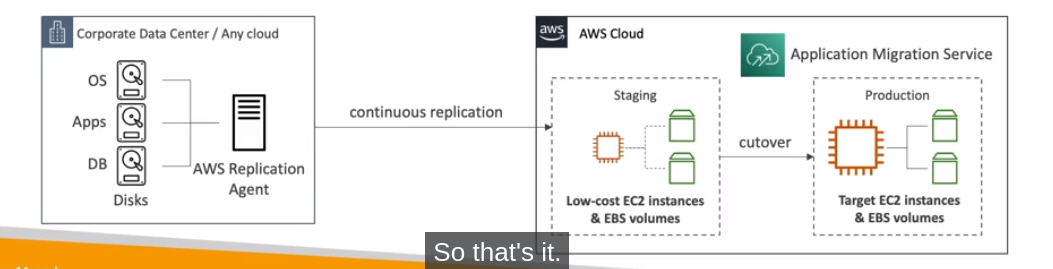 Corporate Data Center / Any cloud
OS
Apps
DB
Disks
AWS Replication
Agent
continuous replication
aws
AWS Cloud
Application Migration Service
Staging
Low-cost EC2 instances
& EBS volumes
cutover
Production
Target EC2 instances
& EBS volumes
So that's it.